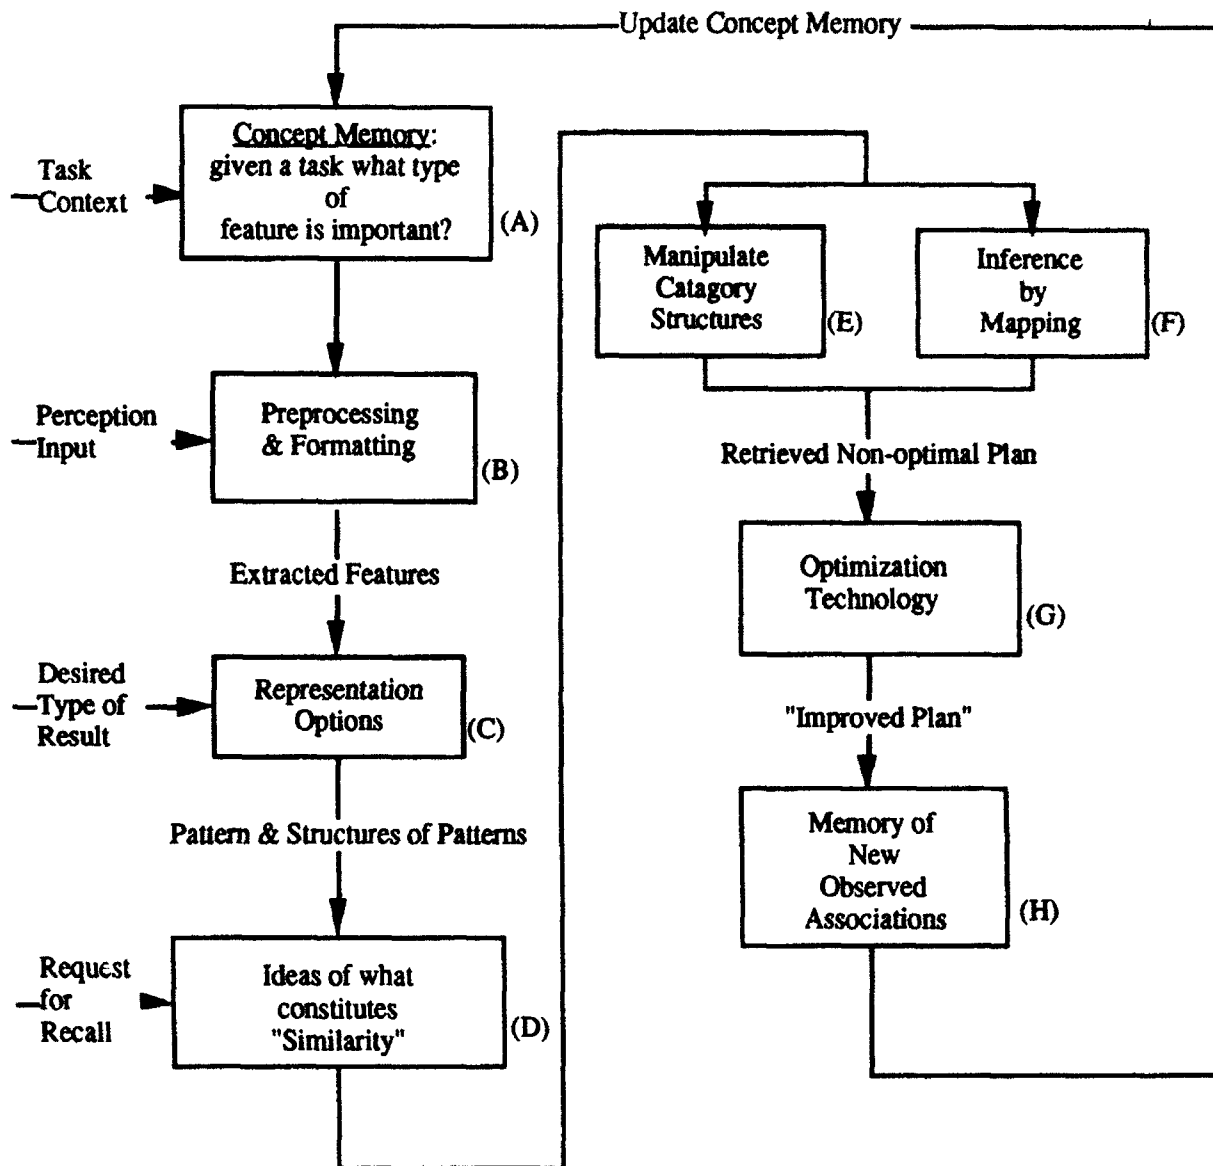 Update Concept Memory
Concept Memory:
given a task what type
of
feature is important?
(A)
Task
Context
Perception
Input
Preprocessing
& Formatting
(B)
Extracted Features
Desired
Type of
Result
Representation
Options
(C)
Pattern & Structures of Patterns
Request
for
Recall
Ideas of what
constitutes
"Similarity"
(D)
Manipulate
Catagory
Structures
(E)
Inference
by
Mapping
(F)
Retrieved Non-optimal Plan
Optimization
Technology
(G)
"Improved Plan"
Memory of
New
Observed
Associations
(H)